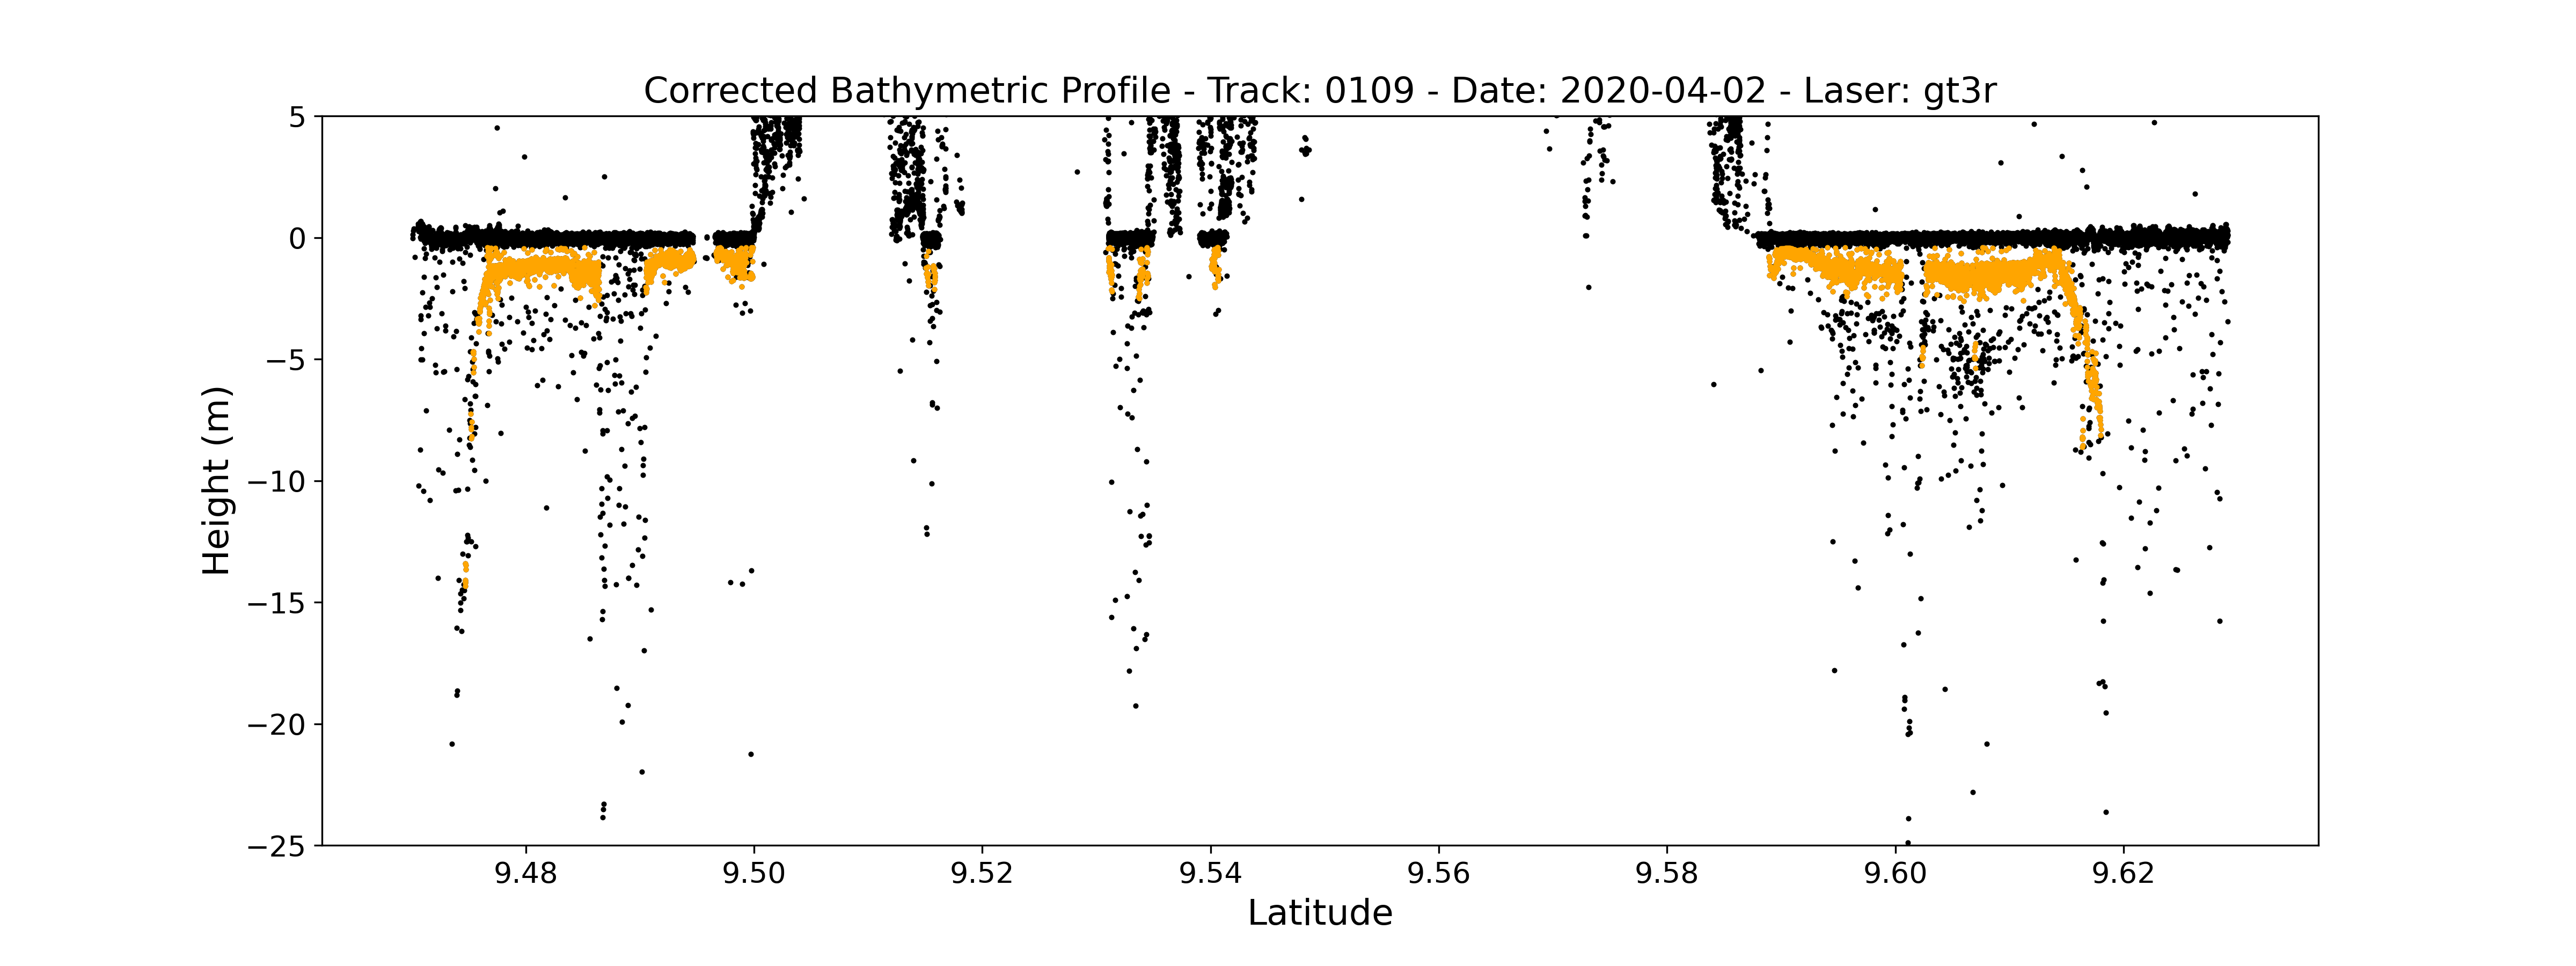 Corrected Bathymetric Profile - Track: 0109 - Date: 2020-04-02 - Laser: gt3r
5
0
−5
−10
−15
−20
−25
Height (m)
9.48 9.50 9.52 9.54 9.56 9.58 9.60 9.62
Latitude